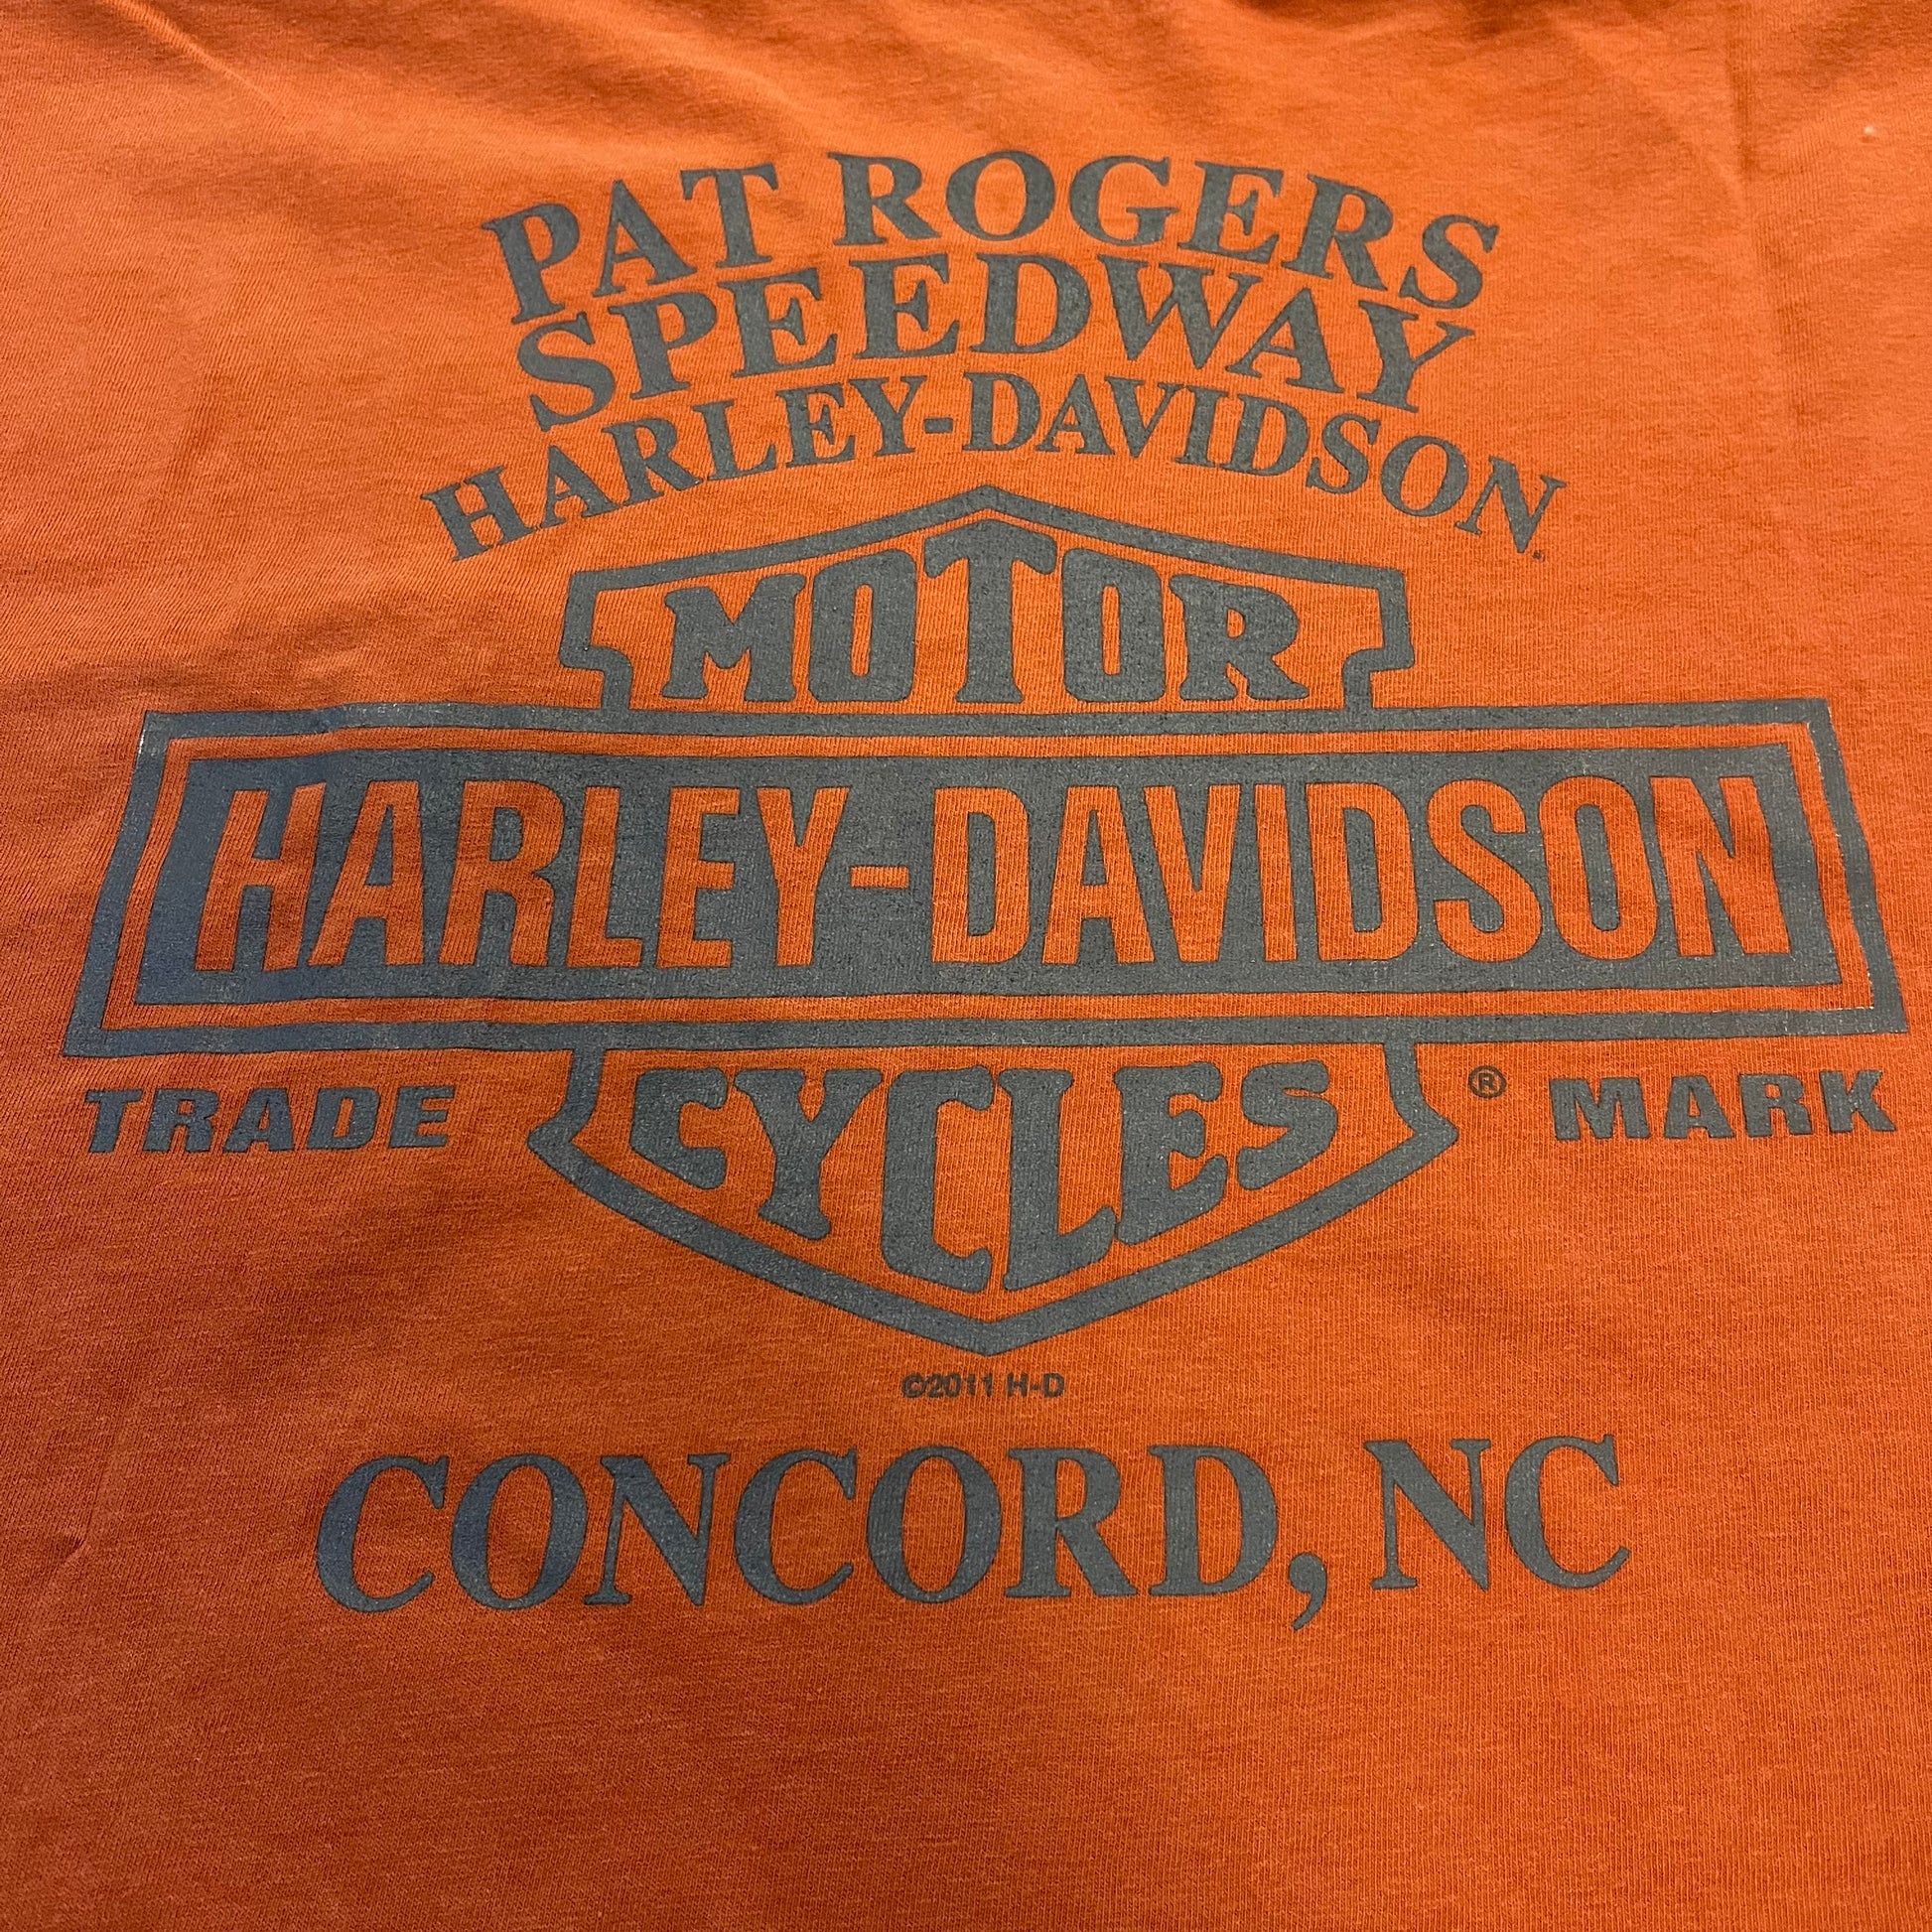 PAT ROGERS
SPEEDWAY
HARLEY-DAVIDSON.
MOTOR
HARLEY-DAVIDSON
TRADE CYCLES ® MARK
©2011 H-D
CONCORD, NC